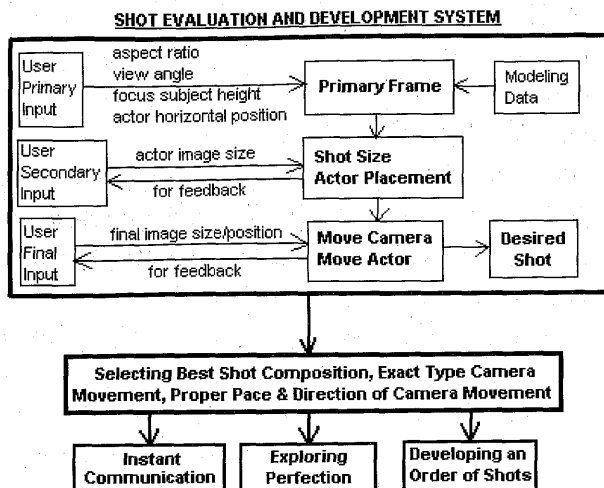 SHOT EVALUATION AND DEVELOPMENT SYSTEM
User
Primary
Input
aspect ratio
view angle
focus subject height
actor horizontal position
Primary Frame
Modeling
Data
User
Secondary
Input
actor image size
for feedback
Shot Size
Actor Placement
User
Final
Input
final image size/position
for feedback
Move Camera
Move Actor
Desired
Shot
Selecting Best Shot Composition, Exact Type Camera
Movement, Proper Pace & Direction of Camera Movement
Instant
Communication
Exploring
Perfection
Developing an
Order of Shots